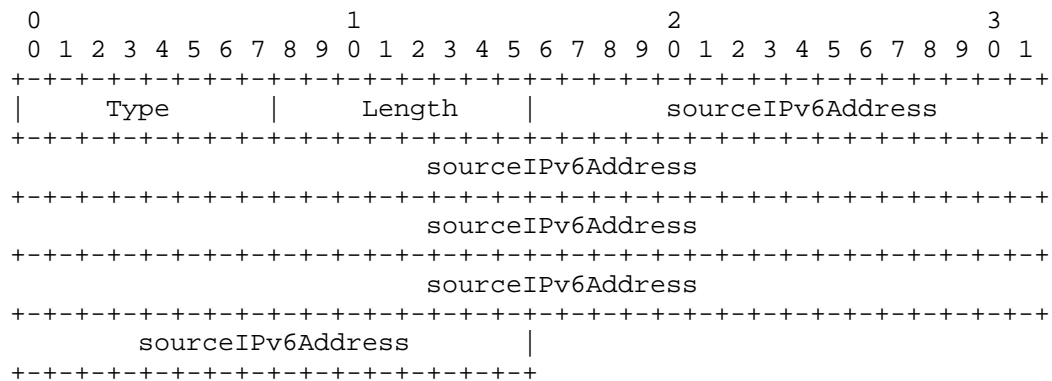 0                   1                   2                   3
 0 1 2 3 4 5 6 7 8 9 0 1 2 3 4 5 6 7 8 9 0 1 2 3 4 5 6 7 8 9 0 1
+-+-+-+-+-+-+-+-+-+-+-+-+-+-+-+-+-+-+-+-+-+-+-+-+-+-+-+-+-+-+-+-+
|     Type      |     Length    |        sourceIPv6Address
+-+-+-+-+-+-+-+-+-+-+-+-+-+-+-+-+-+-+-+-+-+-+-+-+-+-+-+-+-+-+-+-+
                          sourceIPv6Address
+-+-+-+-+-+-+-+-+-+-+-+-+-+-+-+-+-+-+-+-+-+-+-+-+-+-+-+-+-+-+-+-+
                          sourceIPv6Address
+-+-+-+-+-+-+-+-+-+-+-+-+-+-+-+-+-+-+-+-+-+-+-+-+-+-+-+-+-+-+-+-+
                          sourceIPv6Address
+-+-+-+-+-+-+-+-+-+-+-+-+-+-+-+-+-+-+-+-+-+-+-+-+-+-+-+-+-+-+-+-+
        sourceIPv6Address       |
+-+-+-+-+-+-+-+-+-+-+-+-+-+-+-+-+